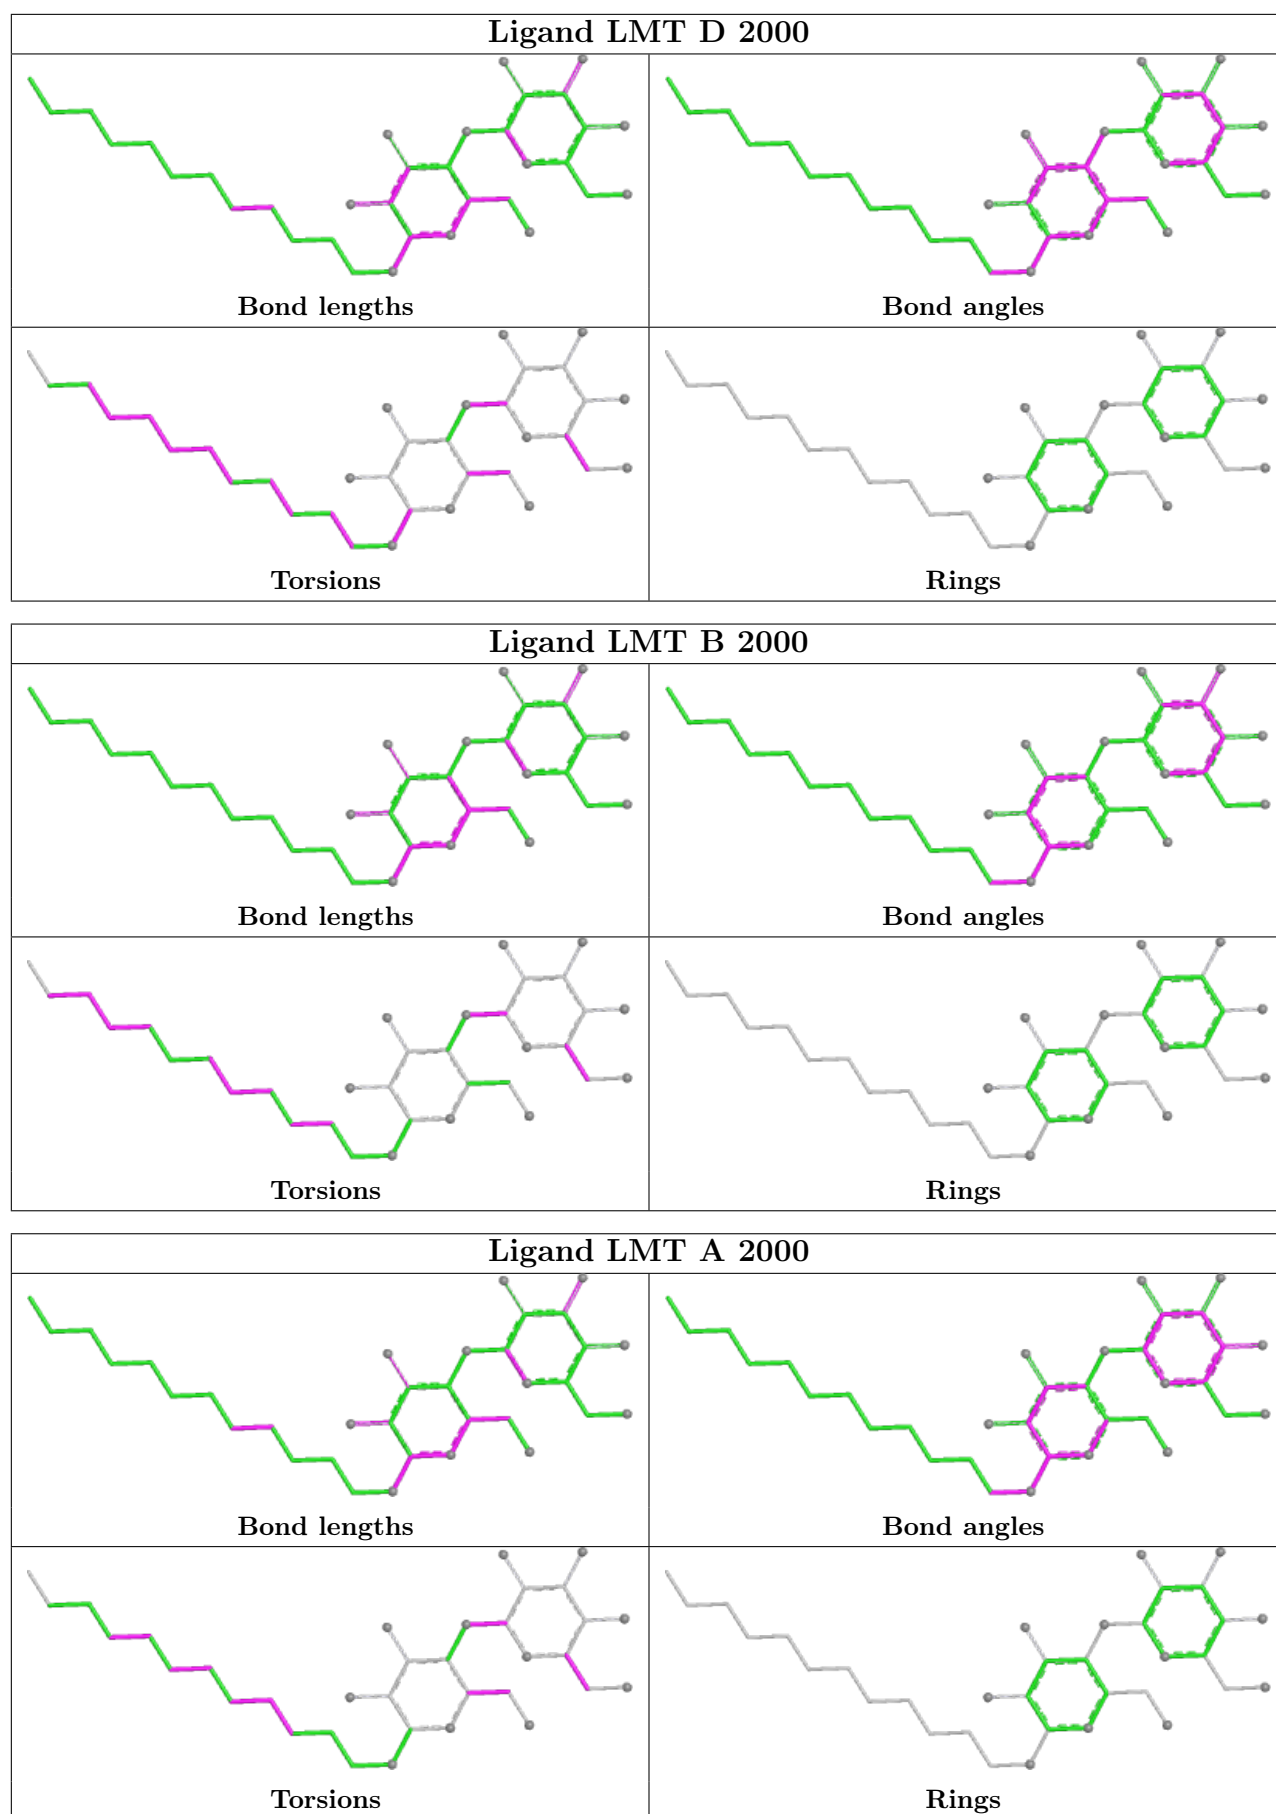 Ligand LMT D 2000
Bond lengths
Bond angles
Torsions
Rings
Ligand LMT B 2000
Bond lengths
Bond angles
Torsions
Rings
Ligand LMT A 2000
Bond lengths
Bond angles
Torsions
Rings